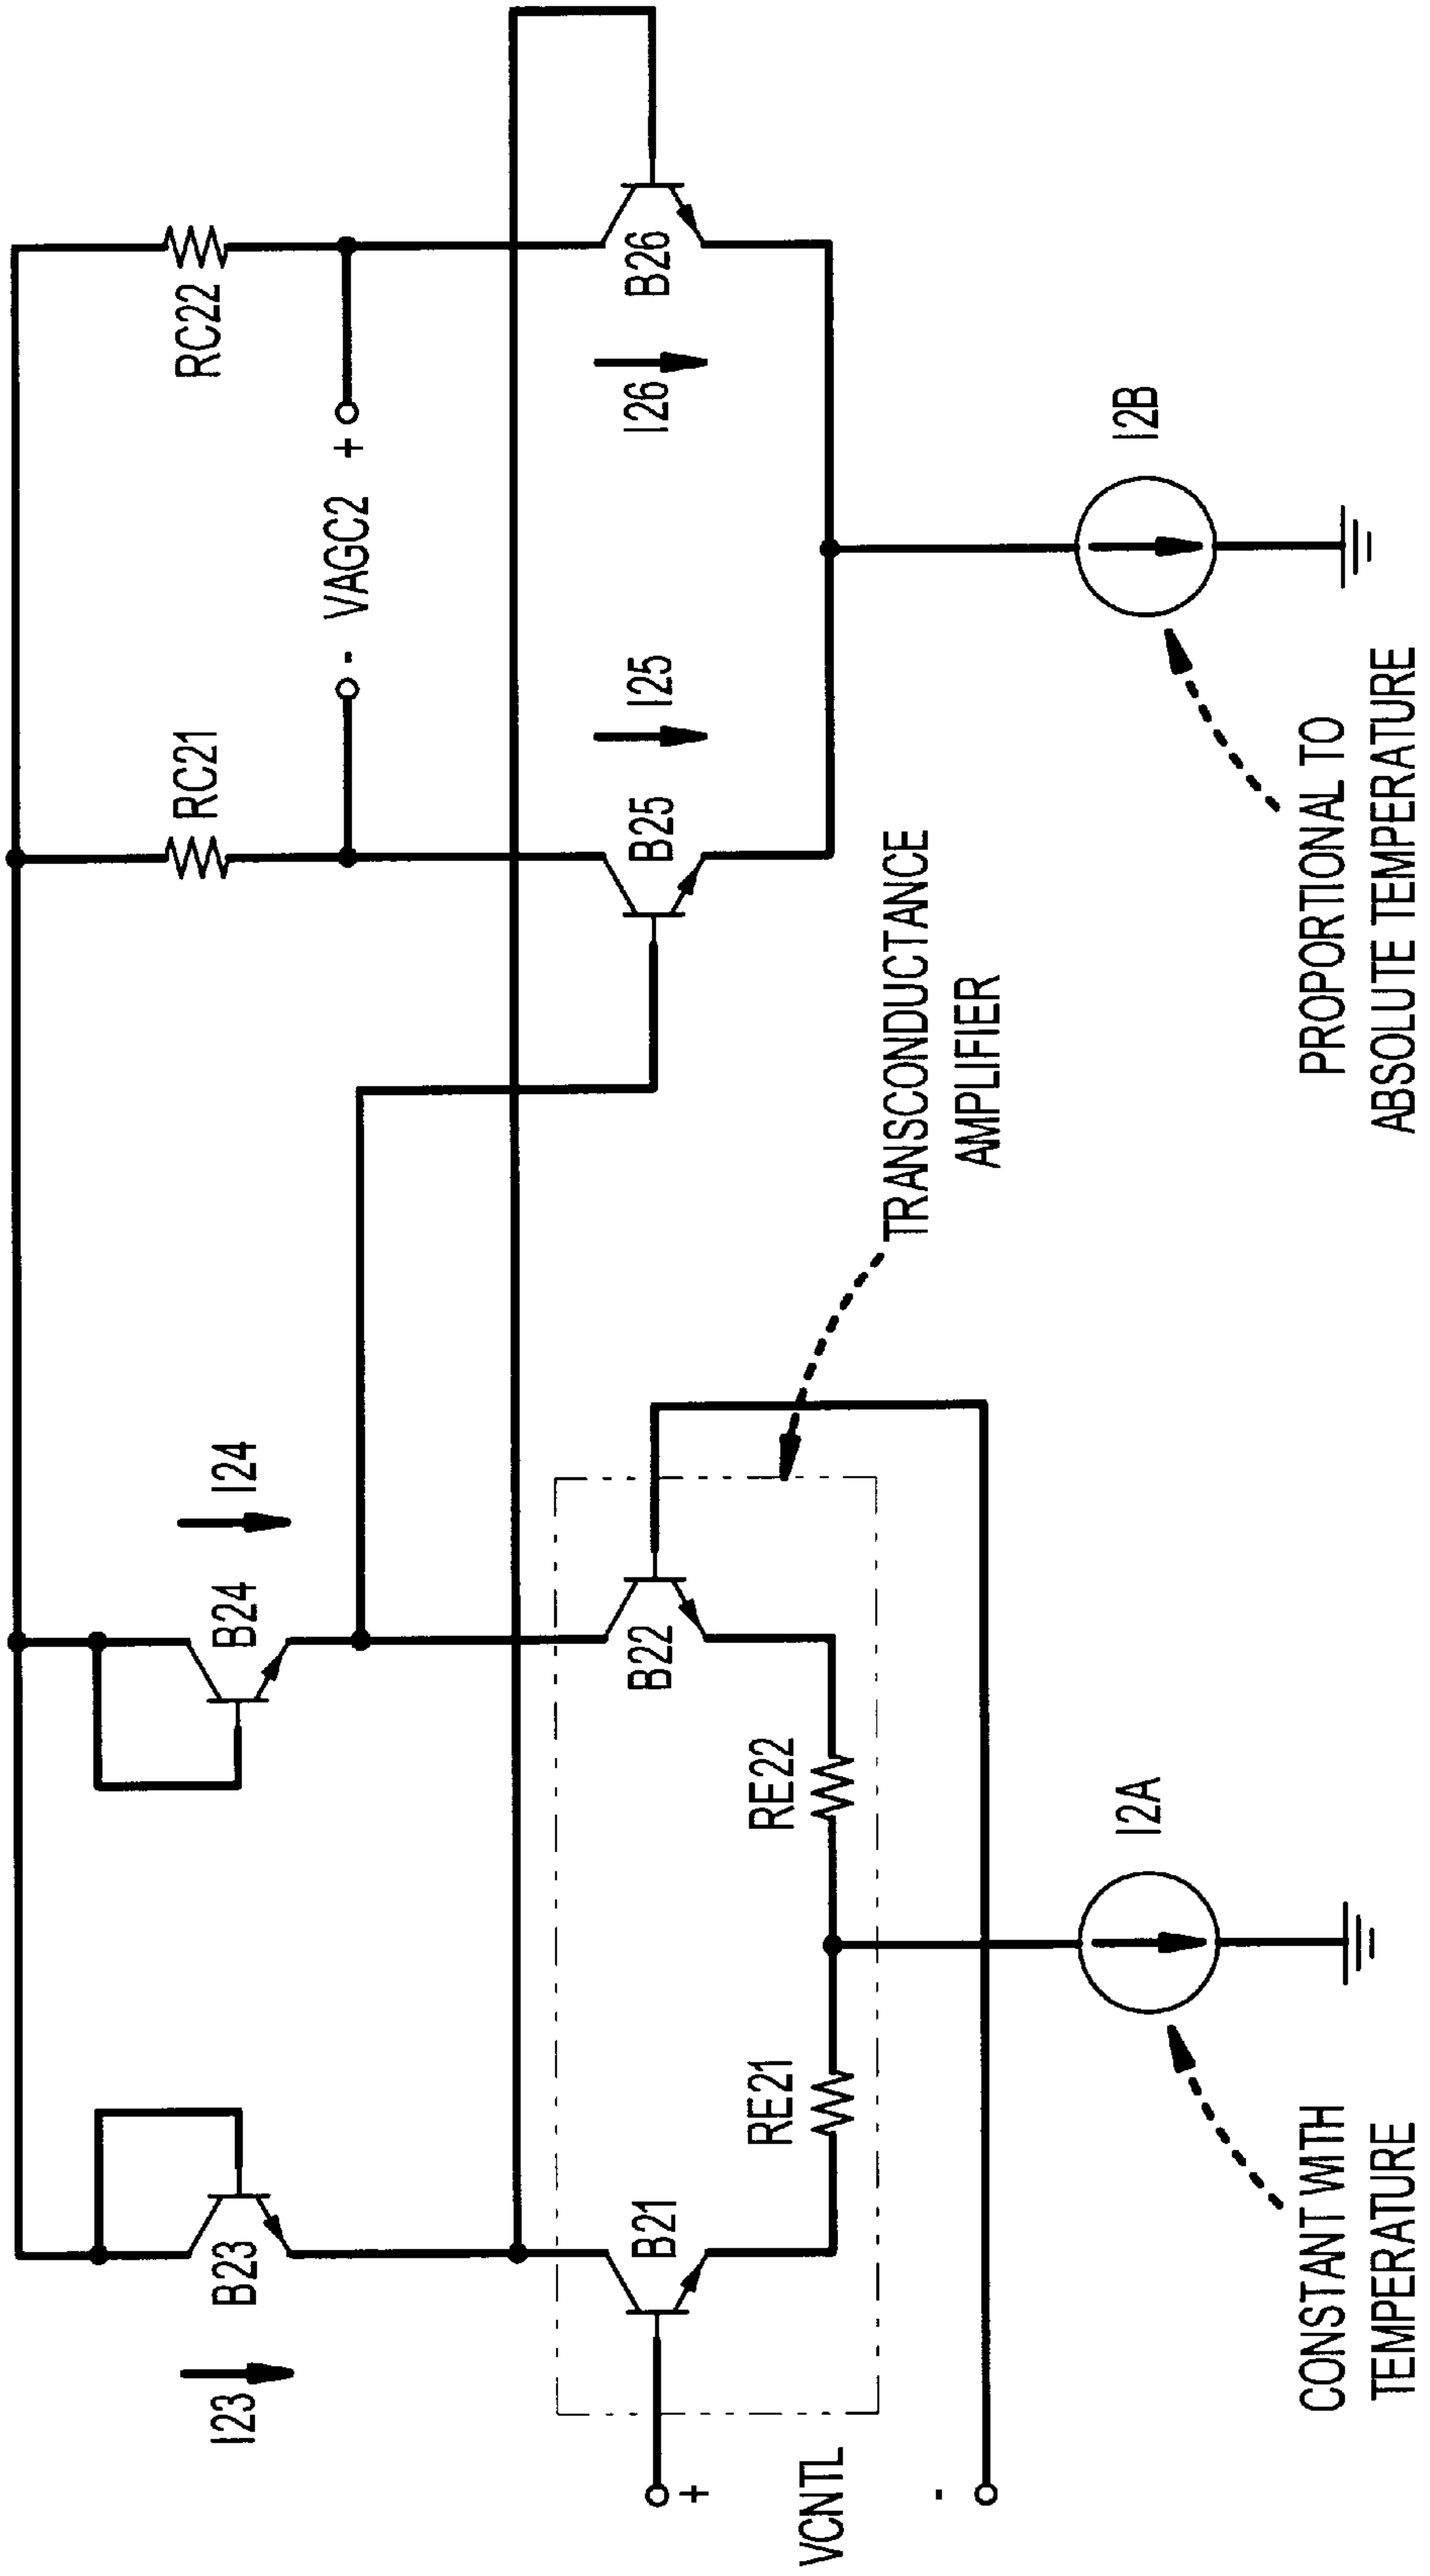 I23
B23
B24
I24
RC21
RC22
- VAGC2 +
VCNTL
+
-
B21
B22
RE21
RE22
B25
I25
I26
B26
TRANSCONDUCTANCE
AMPLIFIER
I2A
I2B
CONSTANT WITH
TEMPERATURE
PROPORTIONAL TO
ABSOLUTE TEMPERATURE